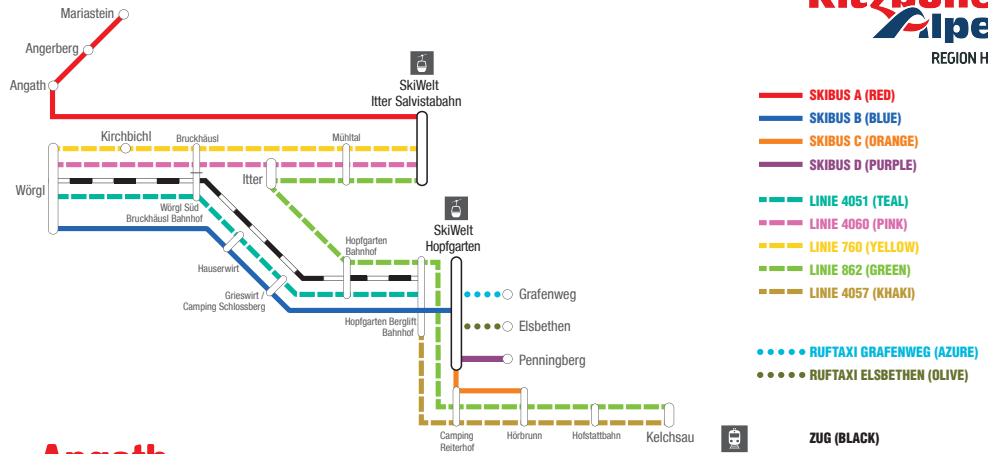 Mariastein
Angerberg
Angath
SkiWelt
Itter Salvistabahn
Kirchbichl
Bruckhäusl
Mühltal
Wörgl
Itter
Wörgl Süd
Bruckhäusl Bahnhof
SkiWelt
Hopfgarten
Hopfgarten
Bahnhof
Hauserwirt
Grieswirt /
Camping Schlossberg
Hopfgarten Berglift
Bahnhof
Grafenweg
Elsbethen
Penningberg
Camping
Reiterhof
Hörbrunn
Hofstattbahn
Kelchsau
REGION H
SKIBUS A (RED)
SKIBUS B (BLUE)
SKIBUS C (ORANGE)
SKIBUS D (PURPLE)
LINIE 4051 (TEAL)
LINIE 4060 (PINK)
LINIE 760 (YELLOW)
LINIE 862 (GREEN)
LINIE 4057 (KHAKI)
RUFTAXI GRAFENWEG (AZURE)
RUFTAXI ELSBETHEN (OLIVE)
ZUG (BLACK)